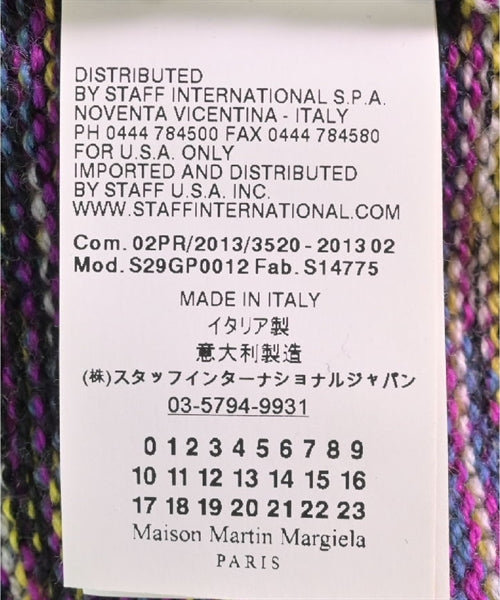 DISTRIBUTED
BY STAFF INTERNATIONAL S.P.A.
NOVENTA VICENTINA - ITALY
PH 0444 784500 FAX 0444 784580
FOR U.S.A. ONLY
IMPORTED AND DISTRIBUTED
BY STAFF U.S.A. INC.
WWW.STAFFINTERNATIONAL.COM
Com. 02PR/2013/3520 - 2013 02
Mod. S29GP0012 Fab. S14775
MADE IN ITALY
イタリア製
意大利製造
(株)スタッフインターナショナルジャパン
03-5794-9931
0 1 2 3 4 5 6 7 8 9
10 11 12 13 14 15 16
17 18 19 20 21 22 23
Maison Martin Margiela
PARIS